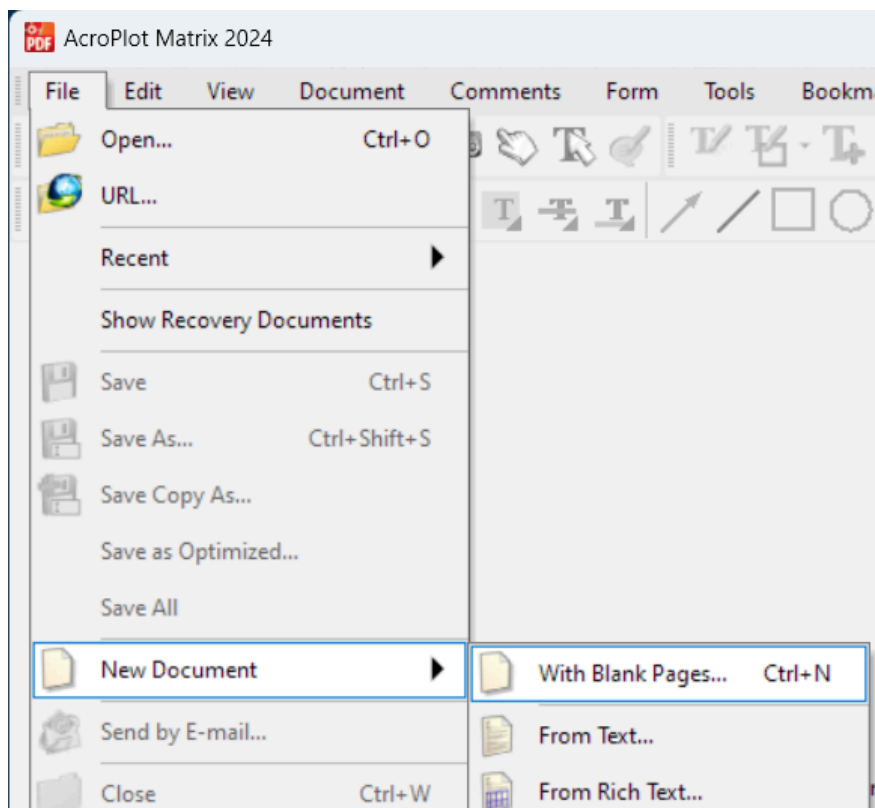 AcroPlot Matrix 2024
File Edit View Document Comments Form Tools
Open... Ctrl+O
URL...
Recent
Show Recovery Documents
Save Ctrl+S
Save As... Ctrl+Shift+S
Save Copy As...
Save as Optimized...
Save All
New Document
With Blank Pages... Ctrl+N
Send by E-mail...
From Text...
Close Ctrl+W
From Rich Text...